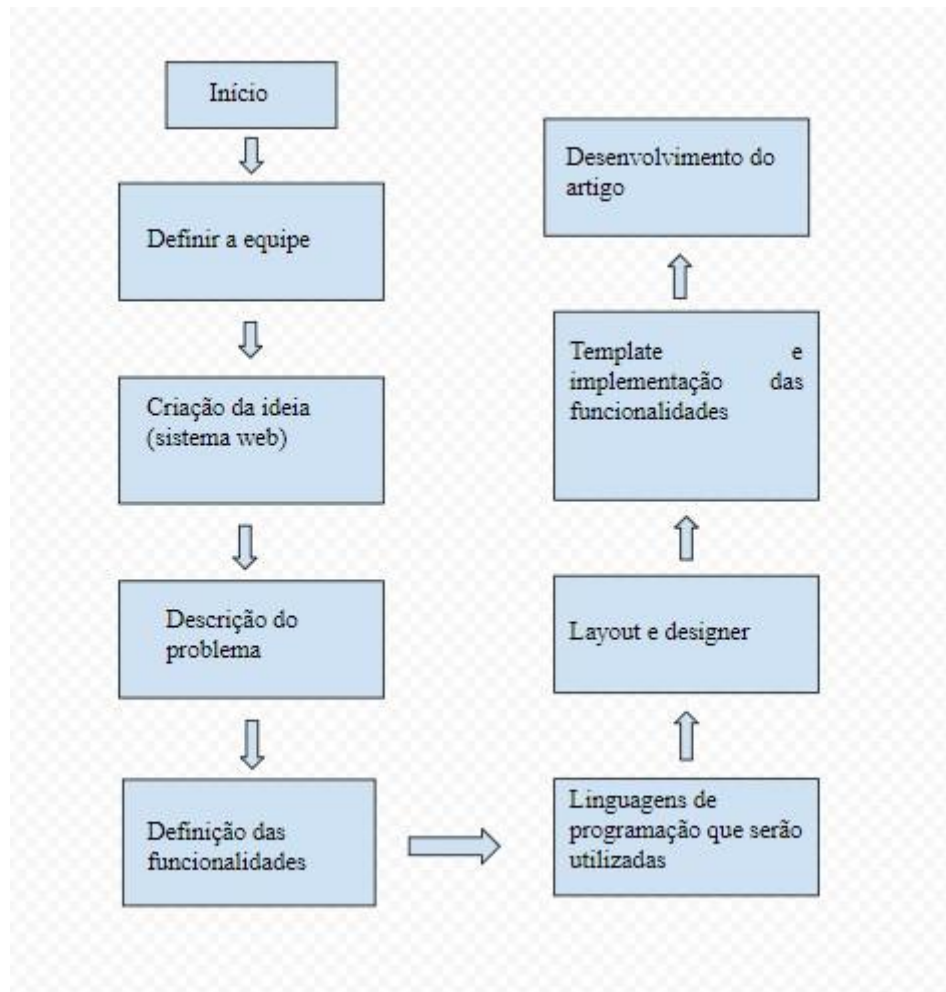 Início
Definir a equipe
Criação da ideia
(sistema web)
Descrição do
problema
Definição das
funcionalidades
Linguagens de
programação que serão
utilizadas
Layout e designer
Template e
implementação das
funcionalidades
Desenvolvimento do
artigo